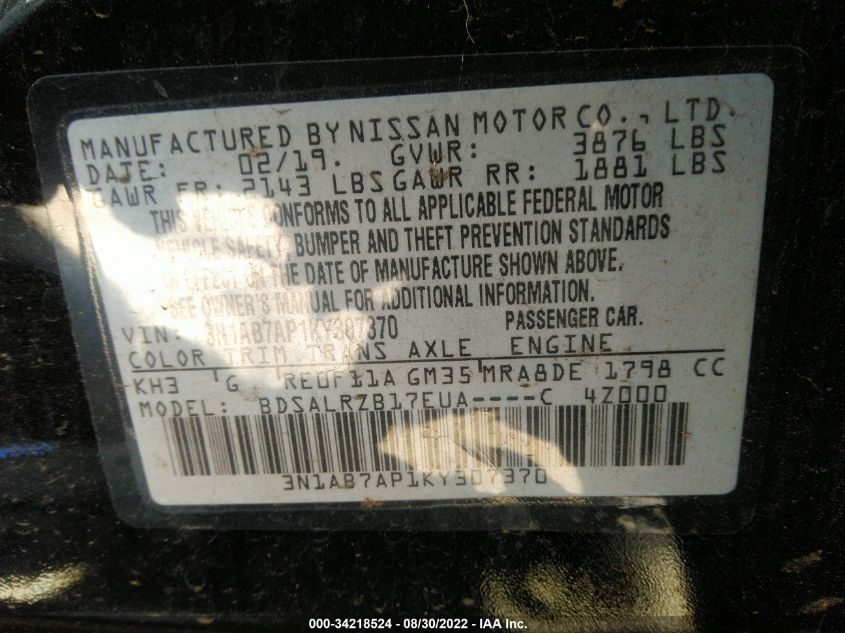 MANUFACTURED BY NISSAN MOTOR CO., LTD.
DATE: 02/19. GVWR: 3876 LBS
GAWR FR: 2143 LBS GAWR RR: 1881 LBS
THIS VEHICLE CONFORMS TO ALL APPLICABLE FEDERAL MOTOR
VEHICLE SAFETY, BUMPER AND THEFT PREVENTION STANDARDS
IN EFFECT ON THE DATE OF MANUFACTURE SHOWN ABOVE.
SEE OWNER'S MANUAL FOR ADDITIONAL INFORMATION.
VIN: 3N1AB7AP1KY307370 PASSENGER CAR.
COLOR TRIM TRANS AXLE ENGINE
KH3 G RE0F11A GM35 MRA8DE 1798 CC
MODEL: BDSALRZB17EUA----C 4Z000
3N1AB7AP1KY307370
000-34218524 - 08/30/2022 - IAA Inc.